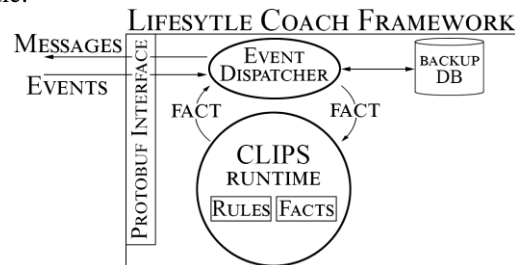 LIFESYTLE COACH FRAMEWORK
MESSAGES
EVENTS
PROTOBUF INTERFACE
EVENT
DISPATCHER
BACKUP
DB
FACT
FACT
CLIPS
RUNTIME
RULES
FACTS